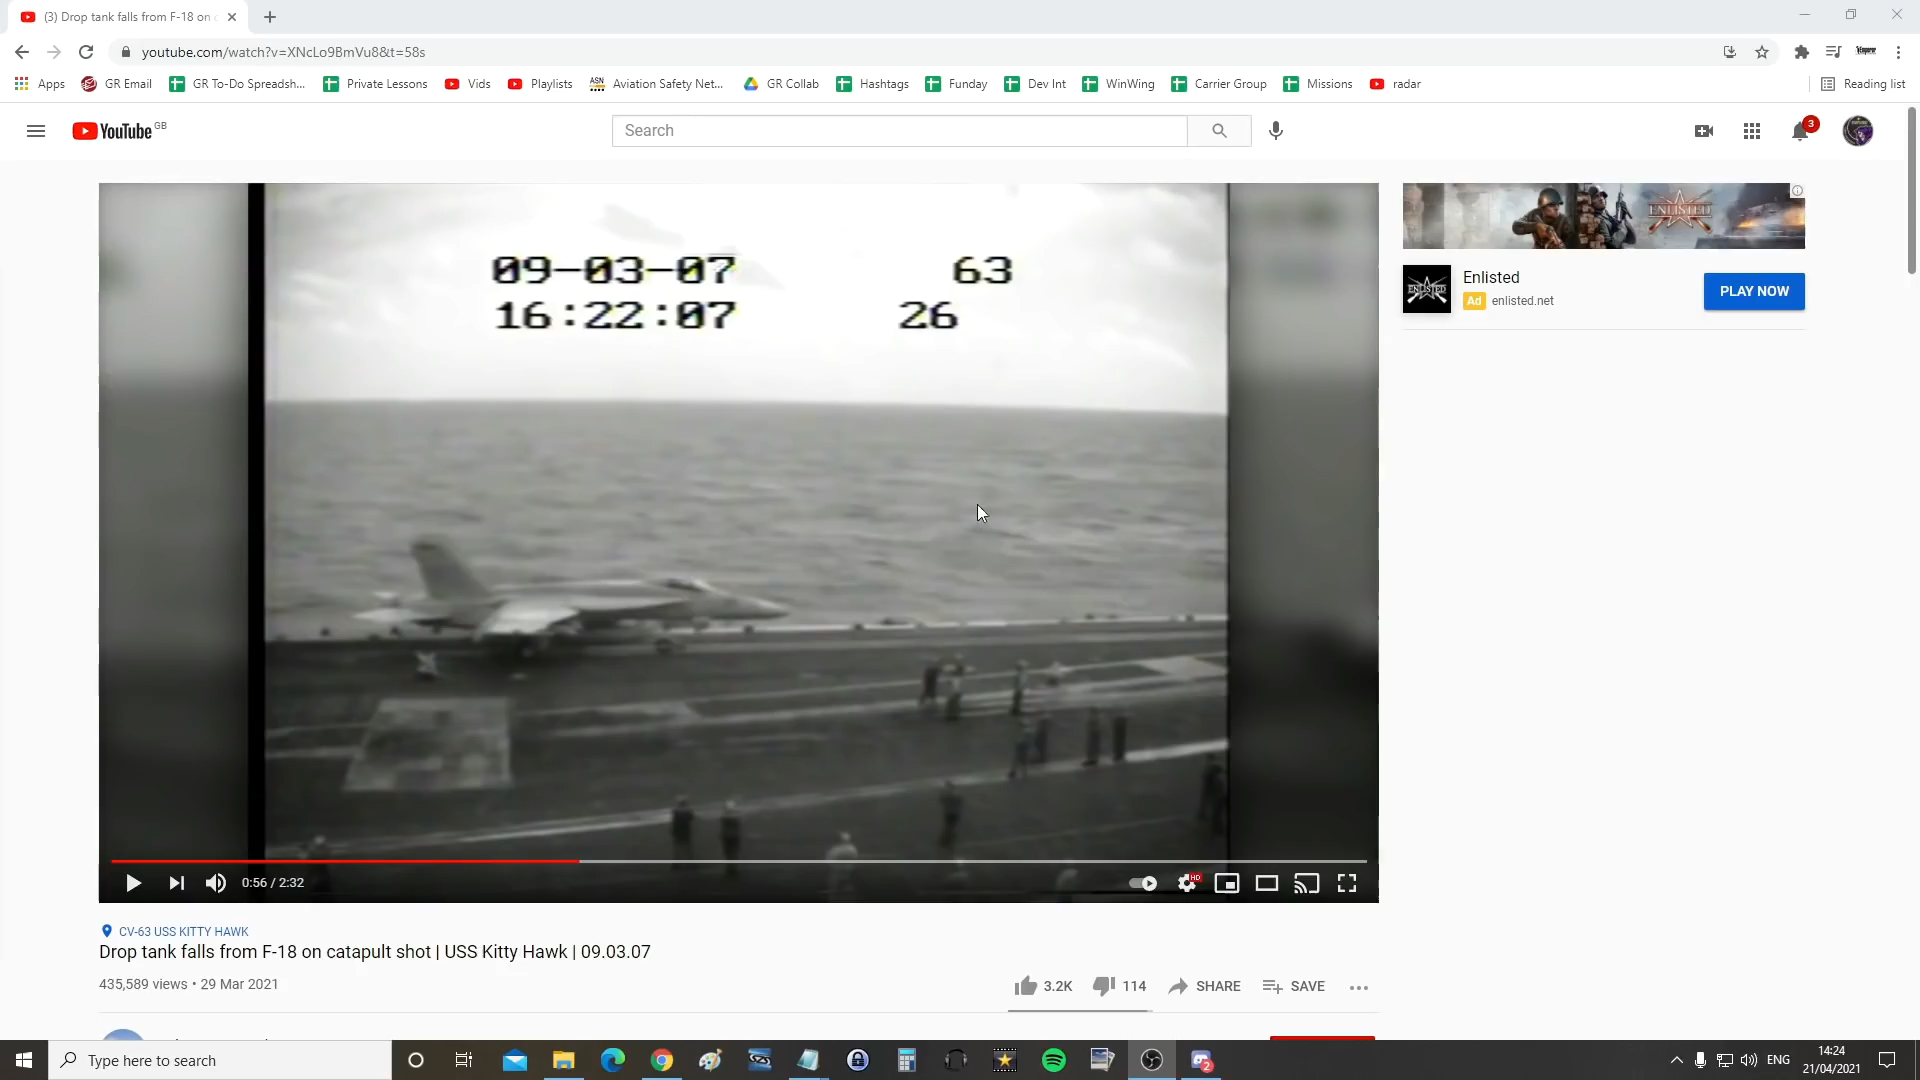 (3) Drop tank falls from F-18 on c
youtube.com/watch?v=XNcLo9BmVu8&t=58s
Apps GR Email GR To-Do Spreadsh... Private Lessons Vids Playlists ASN Aviation Safety Net... GR Collab Hashtags Funday Dev Int WinWing Carrier Group Missions radar Reading list
YouTube GB
Search
3
09-03-07 63
16:22:07 26
ENLISTED
Enlisted
Ad enlisted.net
PLAY NOW
0:56 / 2:32
HD
CV-63 USS KITTY HAWK
Drop tank falls from F-18 on catapult shot | USS Kitty Hawk | 09.03.07
435,589 views • 29 Mar 2021
3.2K 114 SHARE SAVE
Type here to search
2
ENG
14:24
21/04/2021